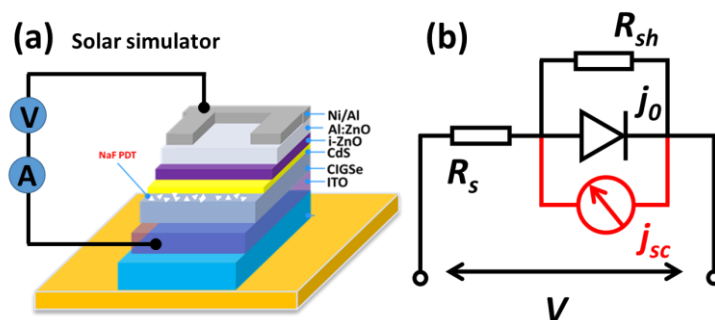 (a) Solar simulator
V
A
NaF PDT
Ni/Al
Al:ZnO
i-ZnO
CdS
CIGSe
ITO
(b)
Rsh
j0
Rs
jsc
V